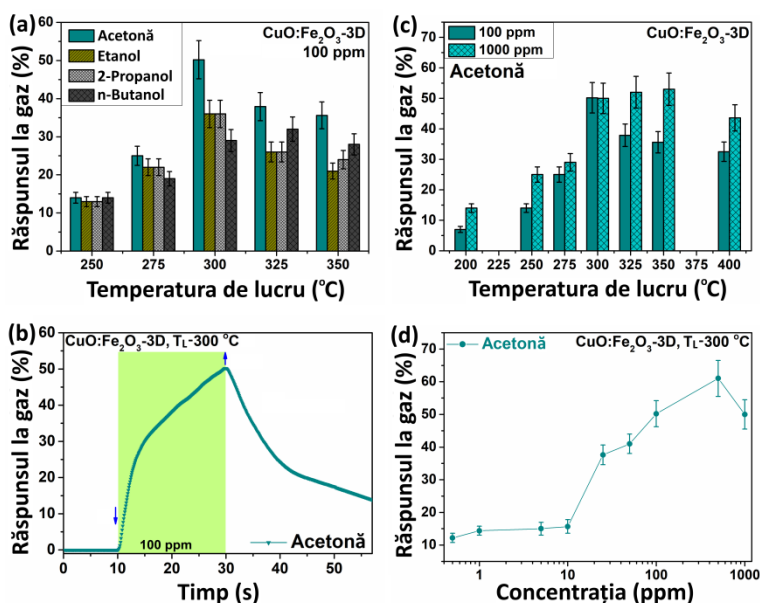 (a)
CuO:Fe₂O₃-3D
100 ppm
Acetonă
Etanol
2-Propanol
n-Butanol
Răspunsul la gaz (%)
60
50
40
30
20
10
0
250 275 300 325 350
Temperatura de lucru (°C)
(c)
CuO:Fe₂O₃-3D
100 ppm
1000 ppm
Acetonă
Răspunsul la gaz (%)
80
70
60
50
40
30
20
10
0
200 225 250 275 300 325 350 375 400
Temperatura de lucru (°C)
(b)
CuO:Fe₂O₃-3D, TL-300 °C
Răspunsul la gaz (%)
60
50
40
30
20
10
0
100 ppm
Acetonă
0 10 20 30 40 50
Timp (s)
(d)
Acetonă
CuO:Fe₂O₃-3D, TL-300 °C
Răspunsul la gaz (%)
70
60
50
40
30
20
10
1 10 100 1000
Concentrația (ppm)